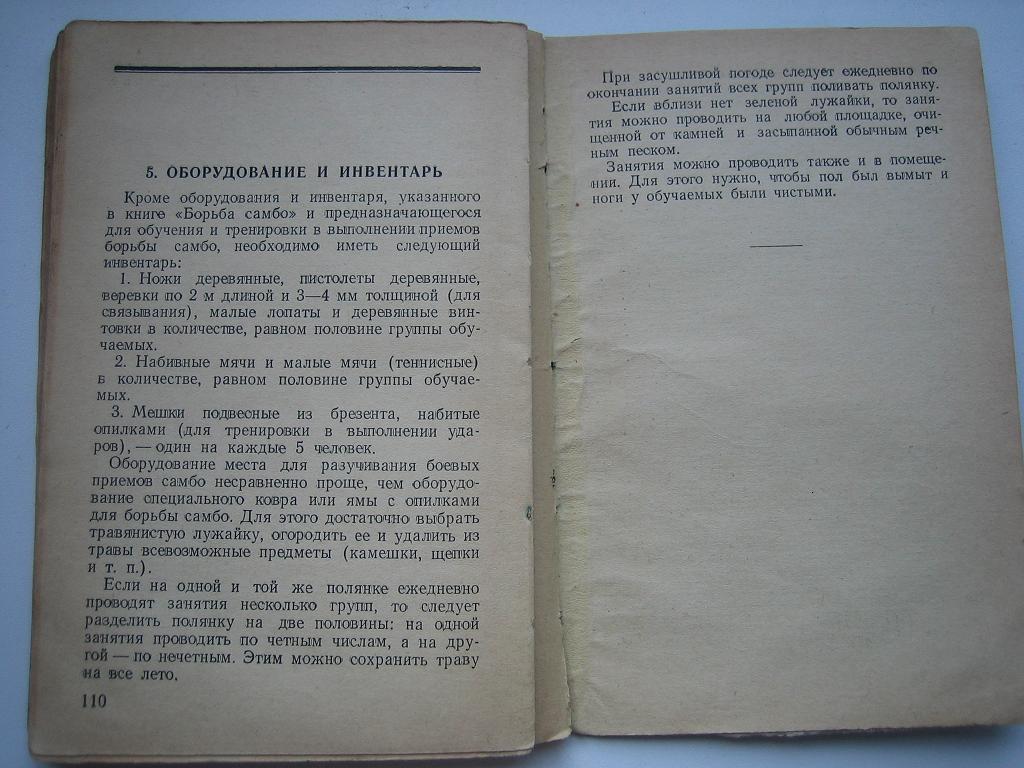 5. ОБОРУДОВАНИЕ И ИНВЕНТАРЬ
Кроме оборудования и инвентаря, указанного
в книге «Борьба самбо» и предназначающегося
для обучения и тренировки в выполнении приемов
борьбы самбо, необходимо иметь следующий
инвентарь:
1. Ножи деревянные, пистолеты деревянные,
веревки по 2 м длиной и 3—4 мм толщиной (для
связывания), малые лопаты и деревянные вин-
товки в количестве, равном половине группы обу-
чаемых.
2. Набивные мячи и малые мячи (теннисные)
в количестве, равном половине группы обучае-
мых.
3. Мешки подвесные из брезента, набитые
опилками (для тренировки в выполнении уда-
ров), — один на каждые 5 человек.
Оборудование места для разучивания боевых
приемов самбо несравненно проще, чем оборудо-
вание специального ковра или ямы с опилками
для борьбы самбо. Для этого достаточно выбрать
травянистую лужайку, огородить ее и удалить из
травы всевозможные предметы (камешки, щепки
и т. п.).
Если на одной и той же полянке ежедневно
проводят занятия несколько групп, то следует
разделить полянку на две половины: на одной
занятия проводить по четным числам, а на дру-
гой — по нечетным. Этим можно сохранить траву
на все лето.
110
При засушливой погоде следует ежедневно по
окончании занятий всех групп поливать полянку.
Если вблизи нет зеленой лужайки, то заня-
тия можно проводить на любой площадке, очи-
щенной от камней и засыпанной обычным реч-
ным песком.
Занятия можно проводить также и в помеще-
нии. Для этого нужно, чтобы пол был вымыт и
ноги у обучаемых были чистыми.